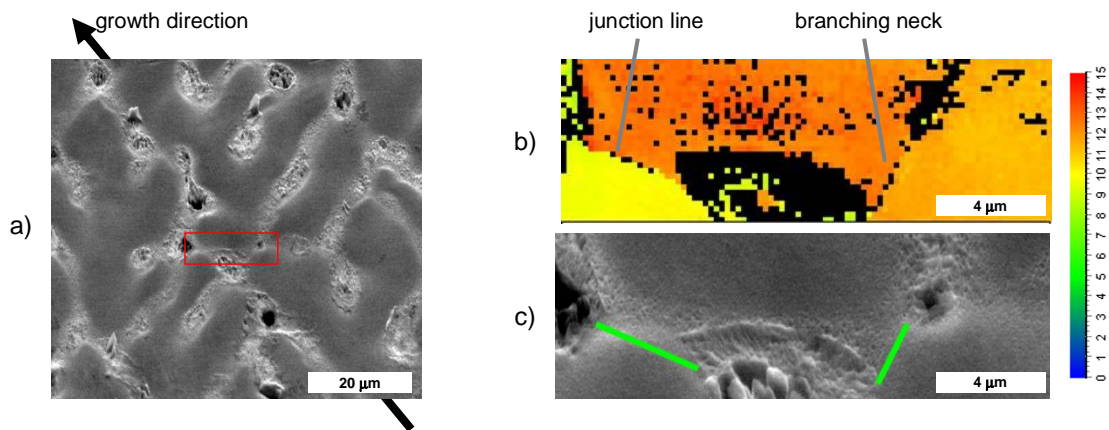 growth direction
junction line
branching neck
a)
20 µm
b)
4 µm
c)
4 µm
15
14
13
12
11
10
9
8
7
6
5
4
3
2
1
0